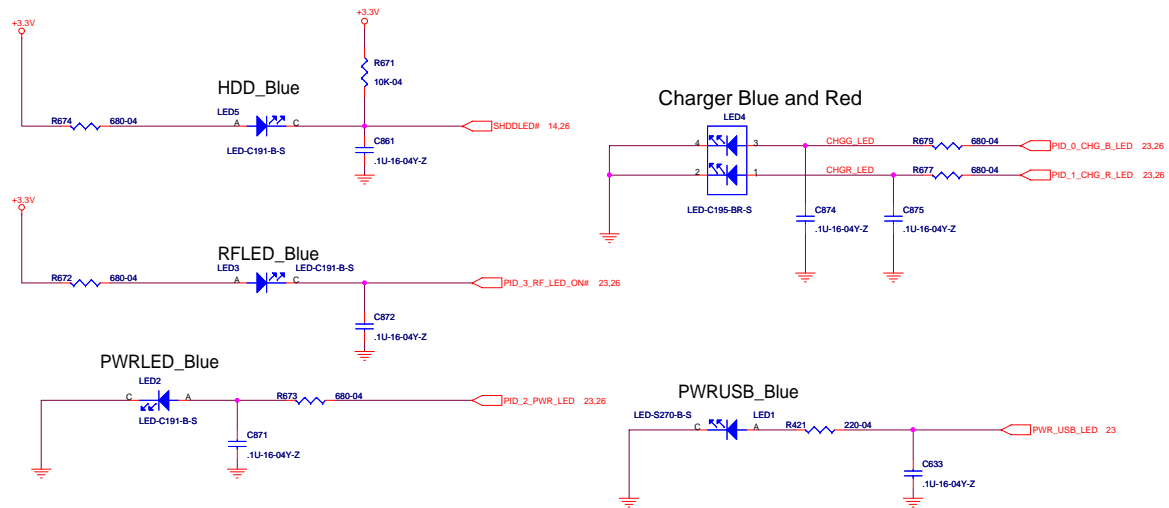 +3.3V
+3.3V
R671
10K-04
HDD_Blue
LED5
R674 680-04 A C
LED-C191-B-S
SHDDLED# 14,26
C861
.1U-16-04Y-Z
Charger Blue and Red
LED4
4 3 CHGG_LED R679 680-04
PID_0_CHG_B_LED 23,26
2 1 CHGR_LED R677 680-04
PID_1_CHG_R_LED 23,26
LED-C195-BR-S
C874
.1U-16-04Y-Z
C875
.1U-16-04Y-Z
+3.3V
RFLED_Blue
LED3 LED-C191-B-S
R672 680-04 A C
PID_3_RF_LED_ON# 23,26
C872
.1U-16-04Y-Z
PWRLED_Blue
LED2
C A R673 680-04
PID_2_PWR_LED 23,26
LED-C191-B-S
C871
.1U-16-04Y-Z
PWRUSB_Blue
LED-S270-B-S LED1
C A R421 220-04
PWR_USB_LED 23
C633
.1U-16-04Y-Z